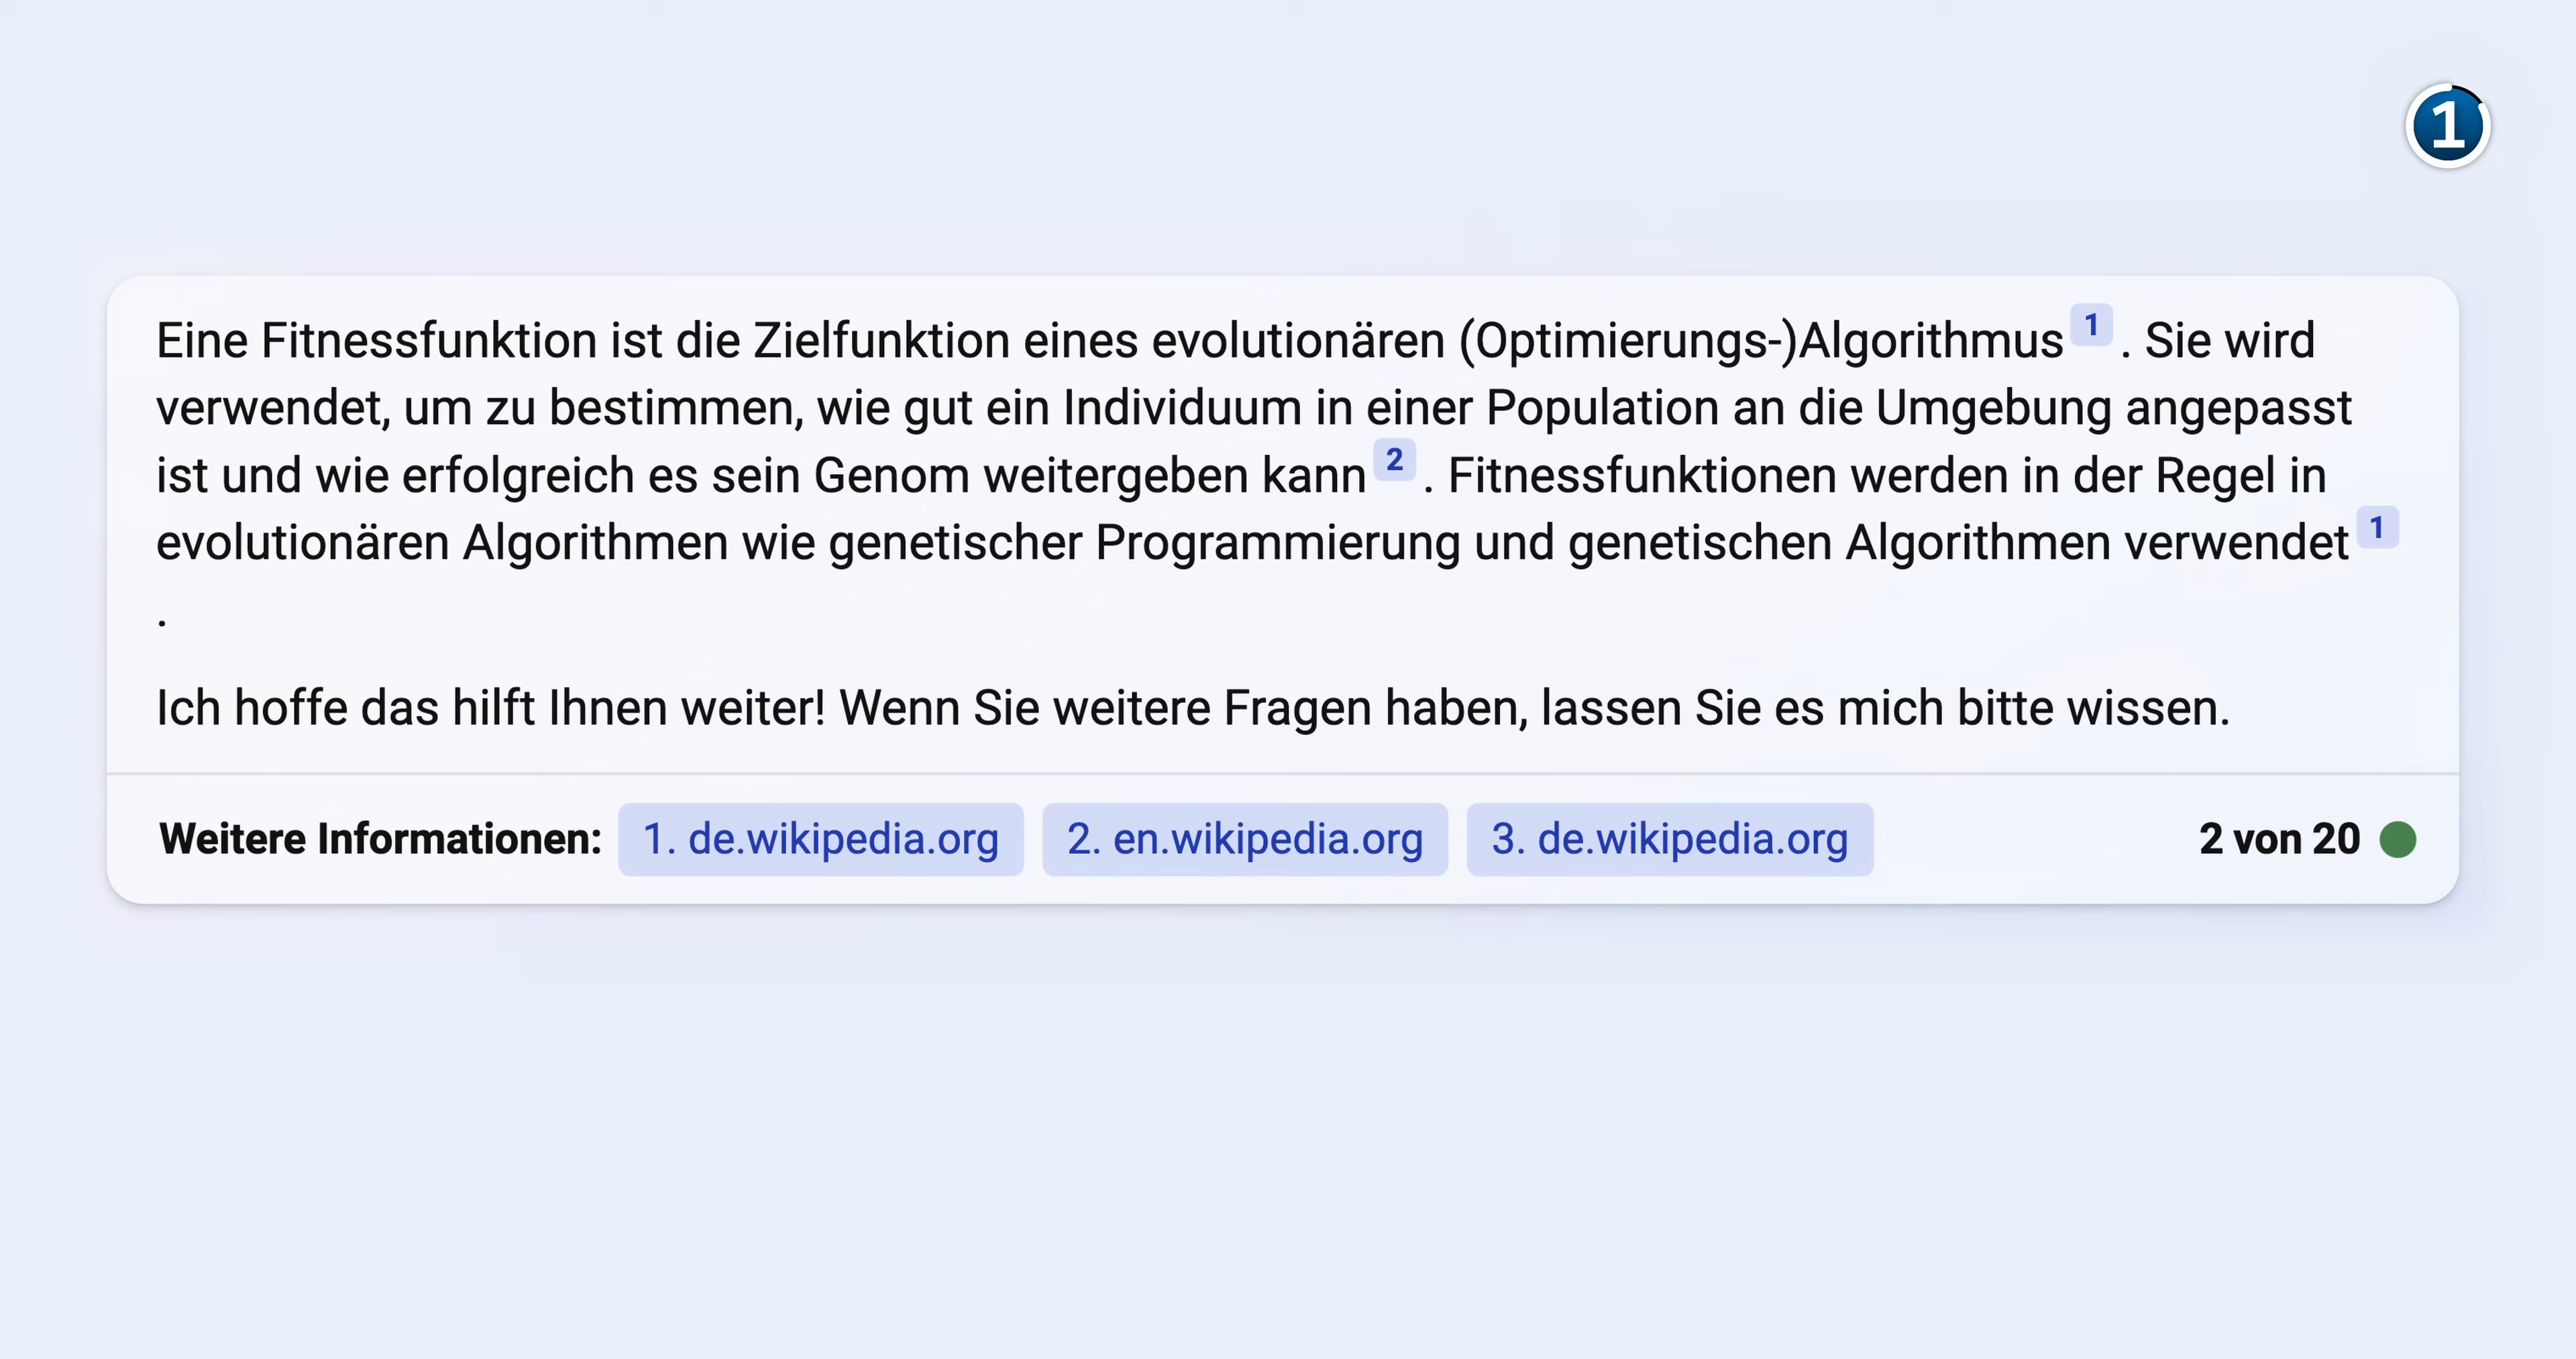 1
Eine Fitnessfunktion ist die Zielfunktion eines evolutionären (Optimierungs-)Algorithmus 1 . Sie wird
verwendet, um zu bestimmen, wie gut ein Individuum in einer Population an die Umgebung angepasst
ist und wie erfolgreich es sein Genom weitergeben kann 2 . Fitnessfunktionen werden in der Regel in
evolutionären Algorithmen wie genetischer Programmierung und genetischen Algorithmen verwendet 1
.
Ich hoffe das hilft Ihnen weiter! Wenn Sie weitere Fragen haben, lassen Sie es mich bitte wissen.
Weitere Informationen: 1. de.wikipedia.org 2. en.wikipedia.org 3. de.wikipedia.org 2 von 20